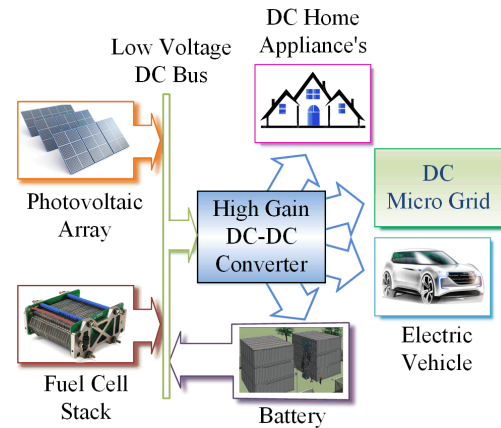 DC Home
Appliance's
Low Voltage
DC Bus
Photovoltaic
Array
High Gain
DC-DC
Converter
DC
Micro Grid
Electric
Vehicle
Fuel Cell
Stack
Battery